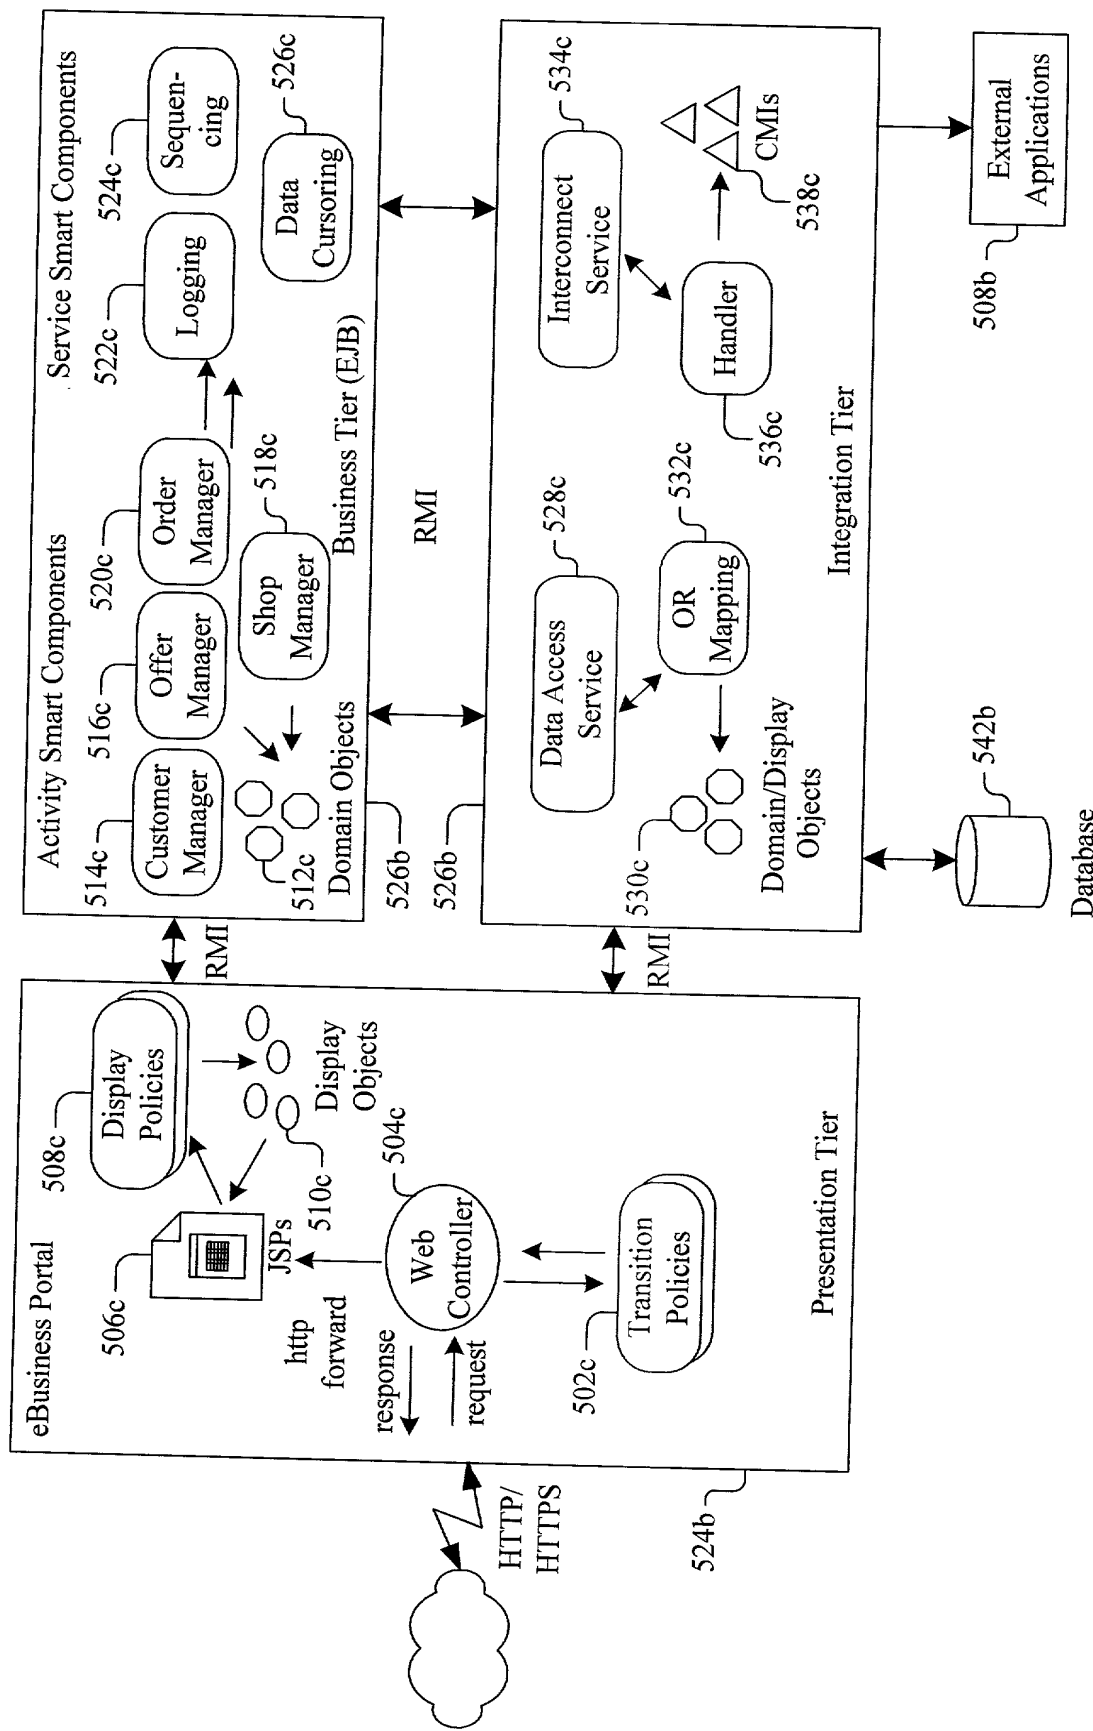 eBusiness Portal
506c
508c
Display
Policies
JSPs
510c
Display
Objects
http
forward
504c
Web
Controller
response
request
HTTP/
HTTPS
502c
Transition
Policies
Presentation Tier
524b
RMI
RMI
Activity Smart Components
Service Smart Components
514c
516c
520c
522c
524c
Customer
Manager
Offer
Manager
Order
Manager
Logging
Sequen-
cing
512c
Domain Objects
Shop
Manager
518c
Data
Cursoring
526c
Business Tier (EJB)
526b
526b
RMI
Data Access
Service
528c
Interconnect
Service
534c
530c
OR
Mapping
532c
Handler
536c
CMIs
538c
Domain/Display
Objects
Integration Tier
542b
Database
508b
External
Applications